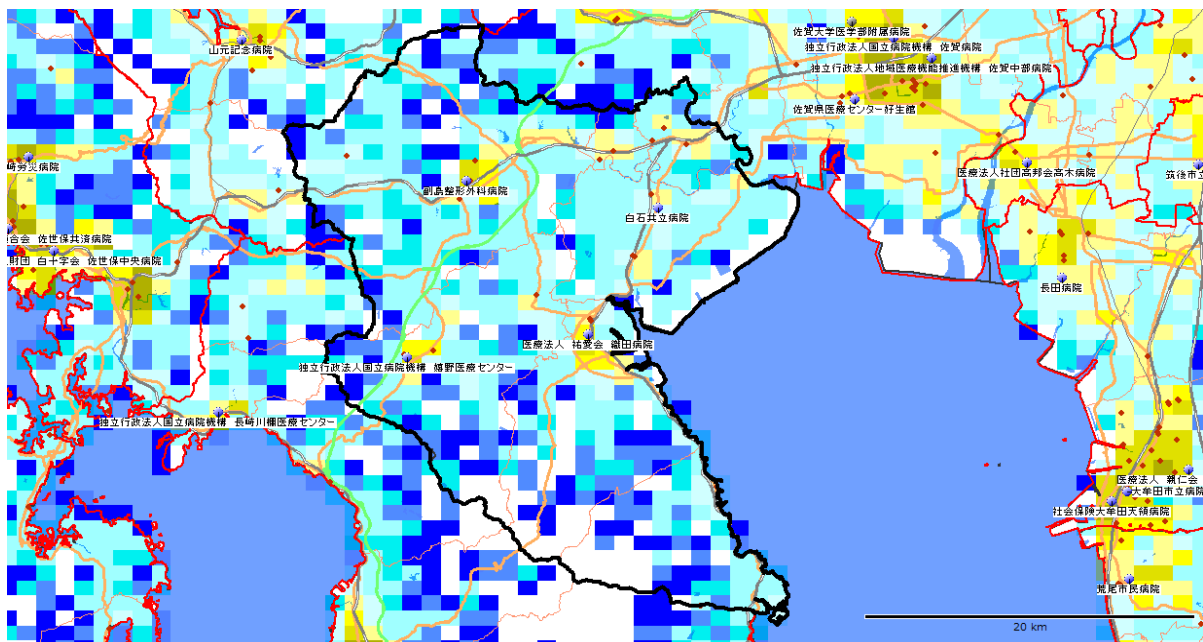 佐賀大学医学部附属病院
山元記念病院
独立行政法人国立病院機構 佐賀病院
独立行政法人地域医療機能推進機構 佐賀中部病院
佐賀県医療センター好生館
崎労災病院
医療法人社団高邦会高木病院
筑後市立
副島整形外科病院
白石共立病院
合会 佐世保共済病院
財団 白十字会 佐世保中央病院
長田病院
医療法人 祐愛会 織田病院
独立行政法人国立病院機構 嬉野医療センター
独立行政法人国立病院機構 長崎川棚医療センター
医療法人 親仁会
大牟田市立病院
社会保険大牟田天領病院
荒尾市民病院
20 km